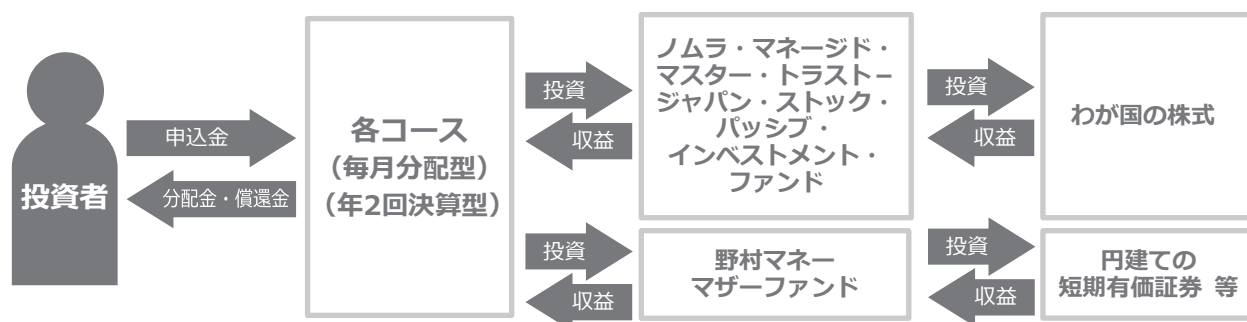 投資者
申込金
分配金・償還金
各コース
（毎月分配型）
（年2回決算型）
投資
収益
ノムラ・マネージド・
マスター・トラスト－
ジャパン・ストック・
パッシブ・
インベストメント・
ファンド
投資
収益
わが国の株式
投資
収益
野村マネー
マザーファンド
投資
収益
円建ての
短期有価証券 等